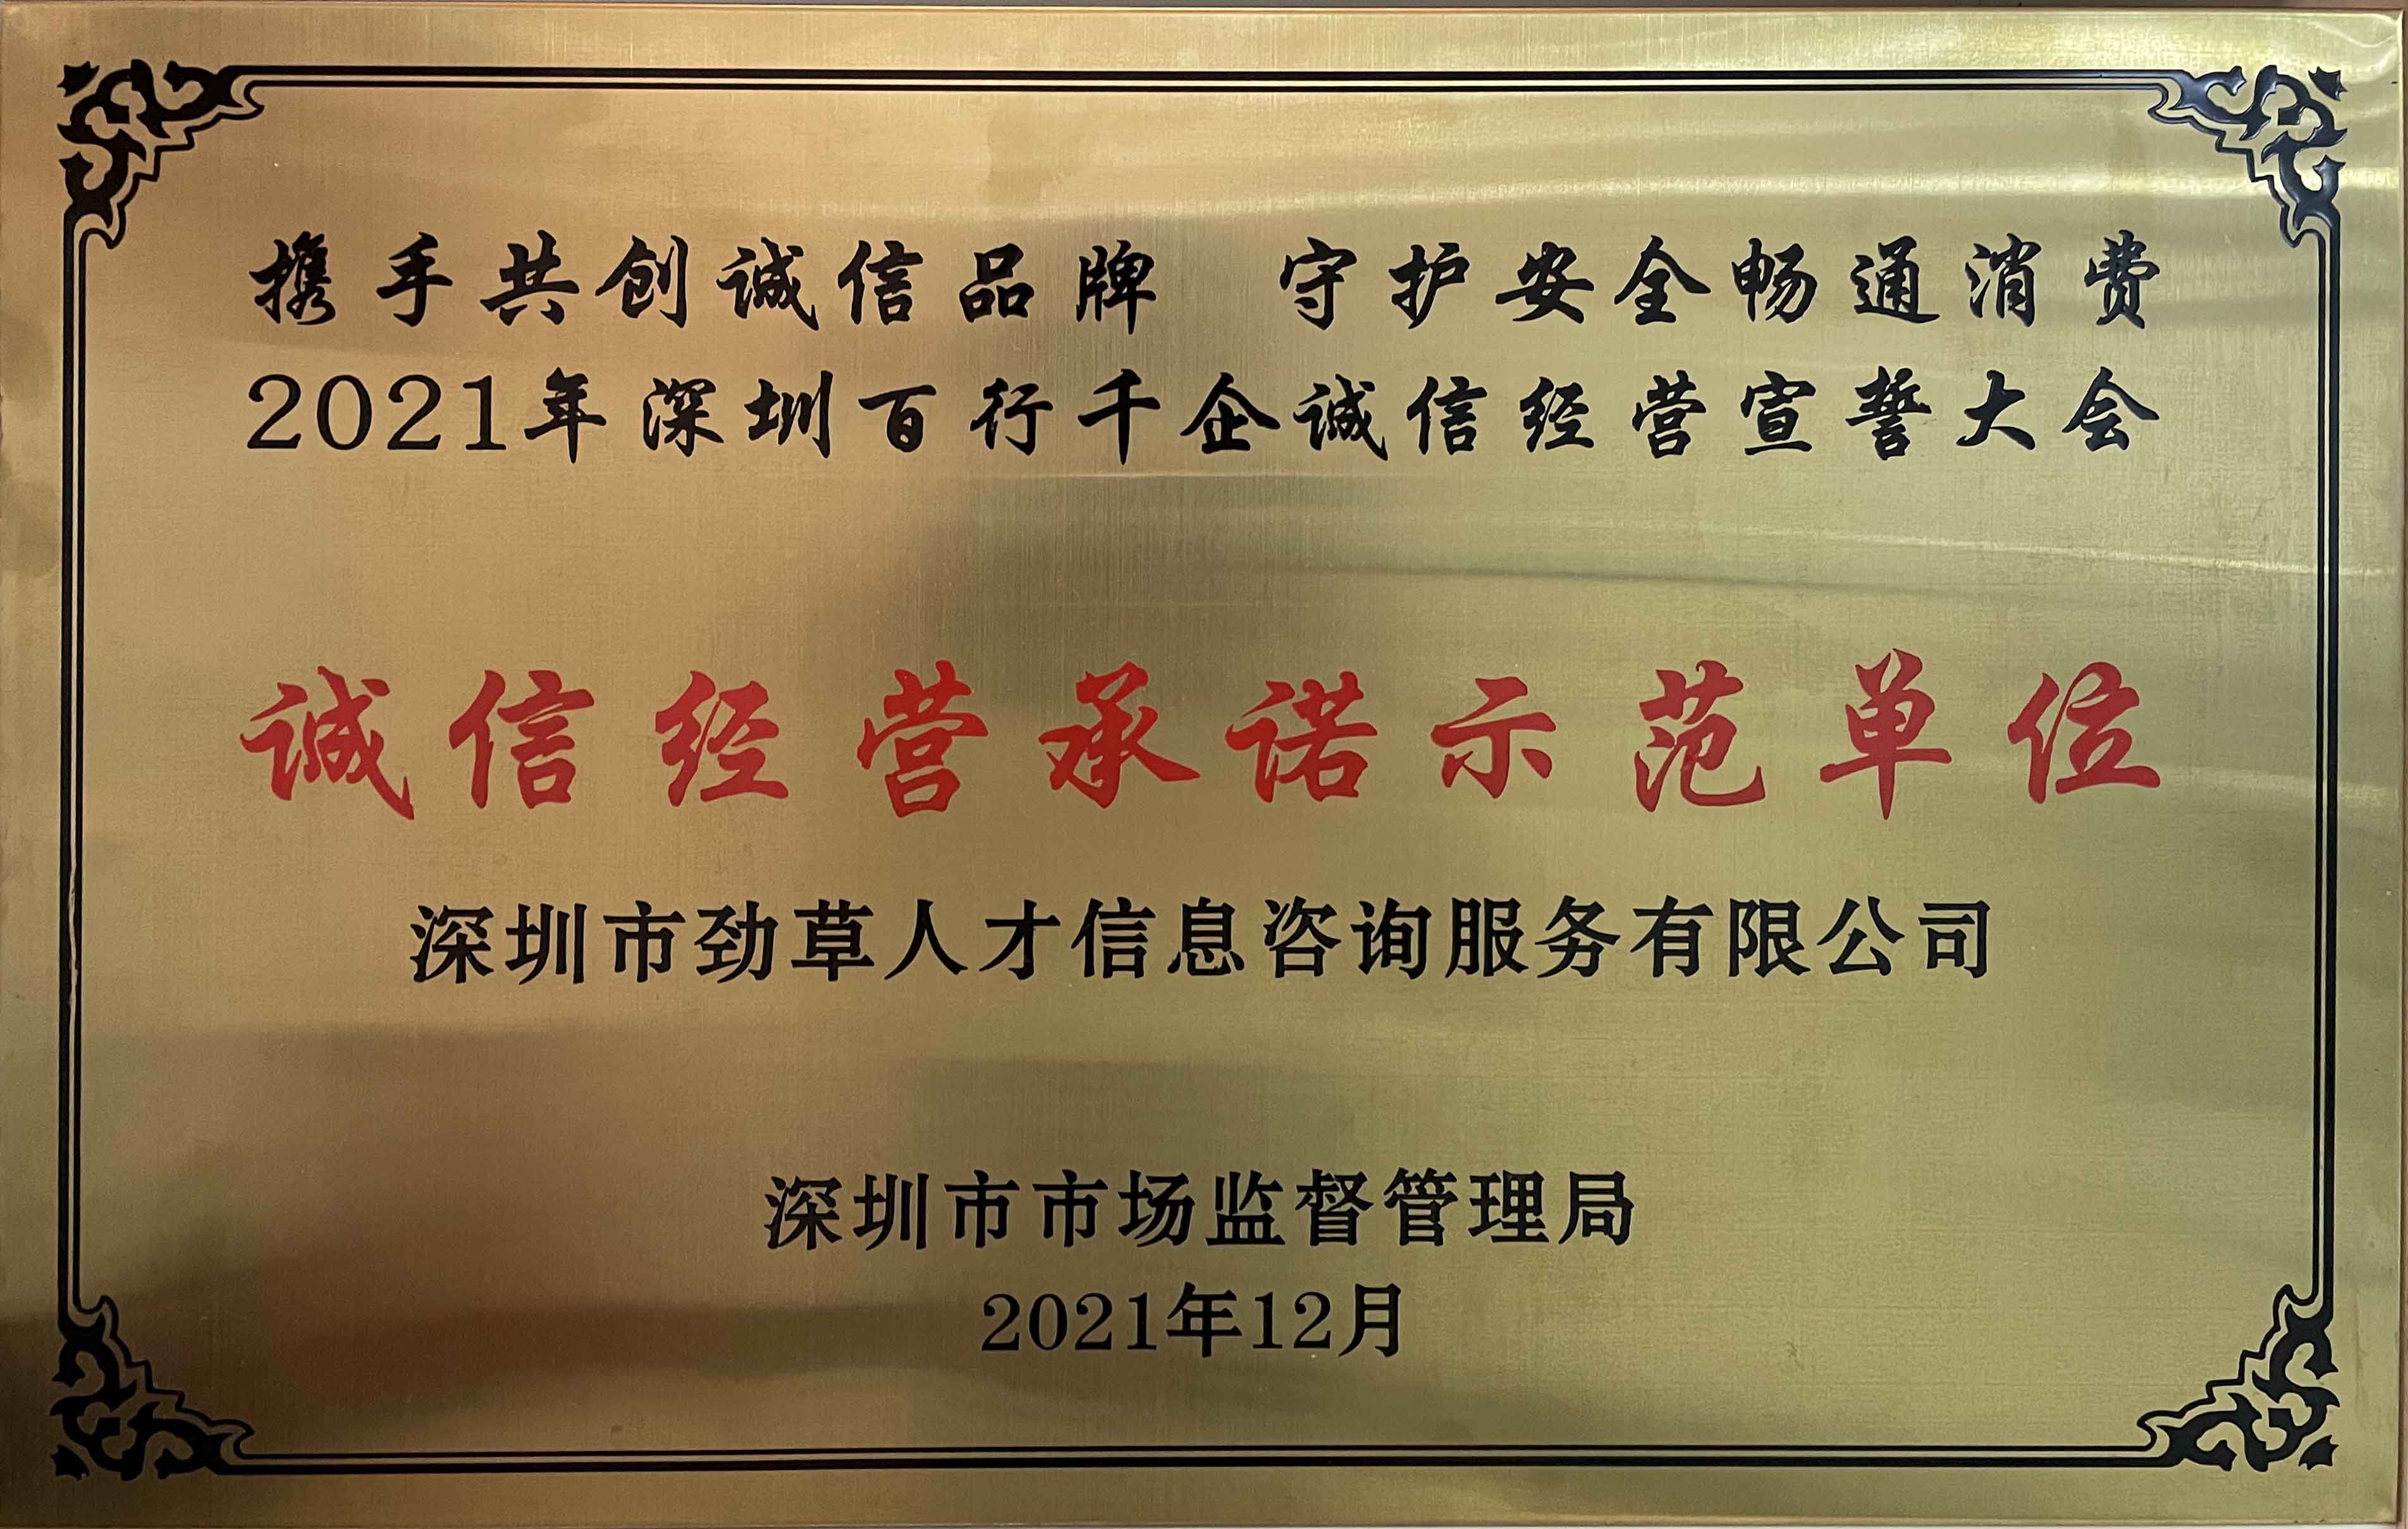 携手共创诚信品牌 守护安全畅通消费
2021年深圳百行千企诚信经营宣誓大会
诚信经营承诺示范单位
深圳市劲草人才信息咨询服务有限公司
深圳市市场监督管理局
2021年12月